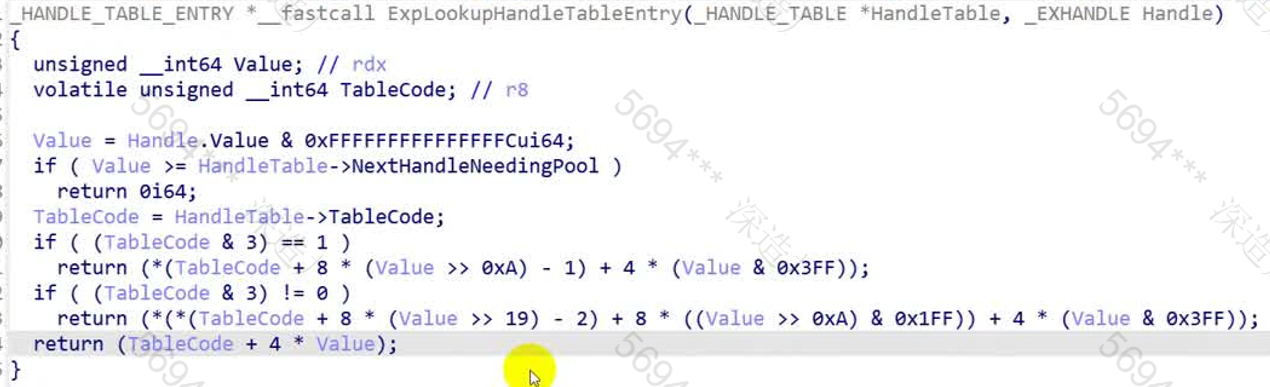 _HANDLE_TABLE_ENTRY *__fastcall ExpLookupHandleTableEntry(_HANDLE_TABLE *HandleTable, _EXHANDLE Handle)
{
unsigned __int64 Value; // rdx
volatile unsigned __int64 TableCode; // r8
Value = Handle.Value & 0xFFFFFFFFFFFFFFFCui64;
if ( Value >= HandleTable->NextHandleNeedingPool )
return 0i64;
TableCode = HandleTable->TableCode;
if ( (TableCode & 3) == 1 )
return (*(TableCode + 8 * (Value >> 0xA) - 1) + 4 * (Value & 0x3FF));
if ( (TableCode & 3) != 0 )
return (*(*(TableCode + 8 * (Value >> 19) - 2) + 8 * ((Value >> 0xA) & 0x1FF)) + 4 * (Value & 0x3FF));
return (TableCode + 4 * Value);
}
5694***
5694***
5694***
深造
深造
深造
5694
5694
5694